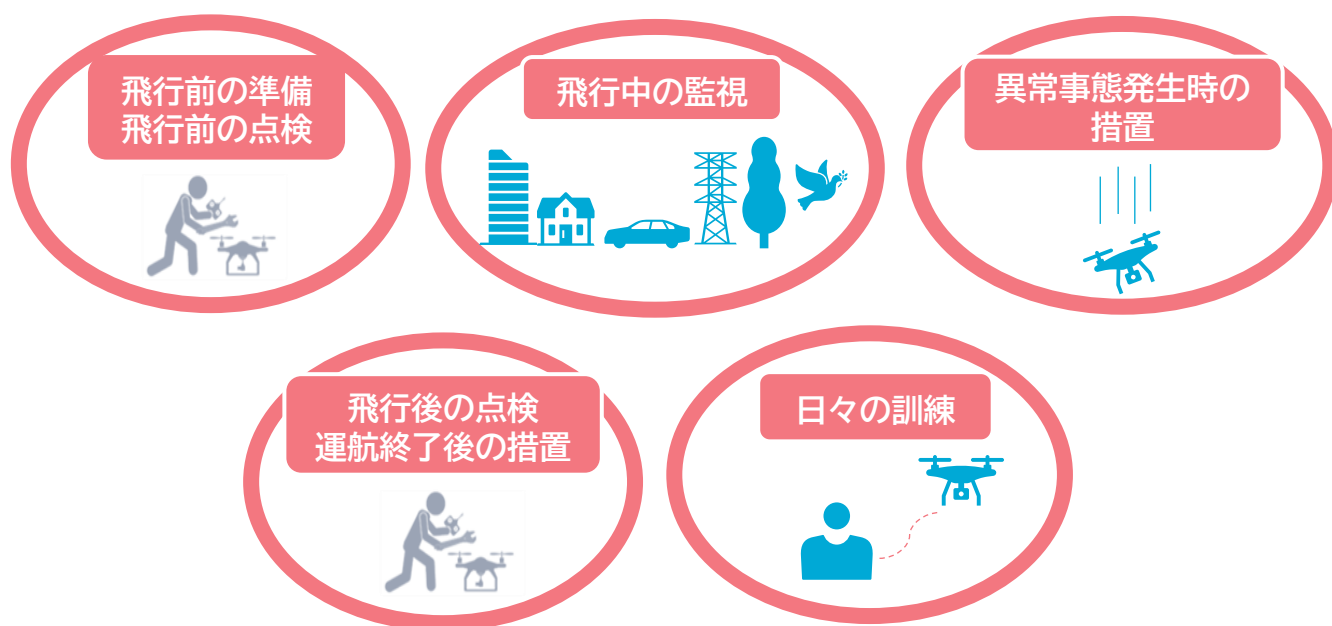 飛行前の準備
飛行前の点検
飛行中の監視
異常事態発生時の
措置
飛行後の点検
運航終了後の措置
日々の訓練